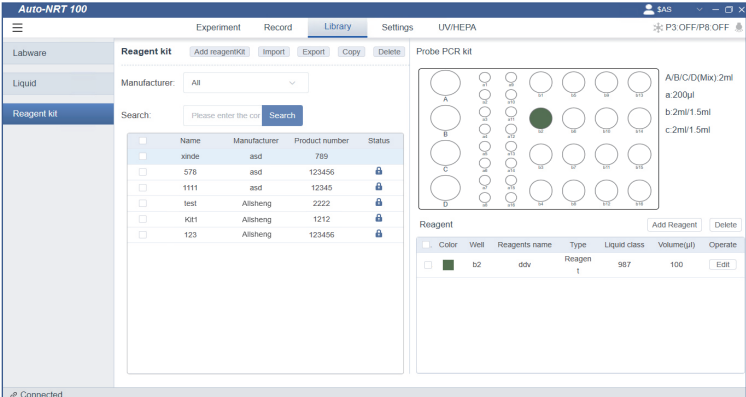 Auto-NRT 100
$AS
Experiment Record Library Settings UV/HEPA
P3:OFF/P8:OFF
Labware
Liquid
Reagent kit
Reagent kit Add reagentKit Import Export Copy Delete
Manufacturer: All
Search: Please enter the cor Search
Name Manufacturer Product number Status
xinde asd 789
578 asd 123456
1111 asd 12345
test Allsheng 2222
Kit1 Allsheng 1212
123 Allsheng 123456
Probe PCR kit
A
B
C
D
A/B/C/D(Mix):2ml
a:200μl
b:2ml/1.5ml
c:2ml/1.5ml
Reagent Add Reagent Delete
Color Well Reagents name Type Liquid class Volume(μl) Operate
b2 ddv Reagen
t 987 100 Edit
Connected